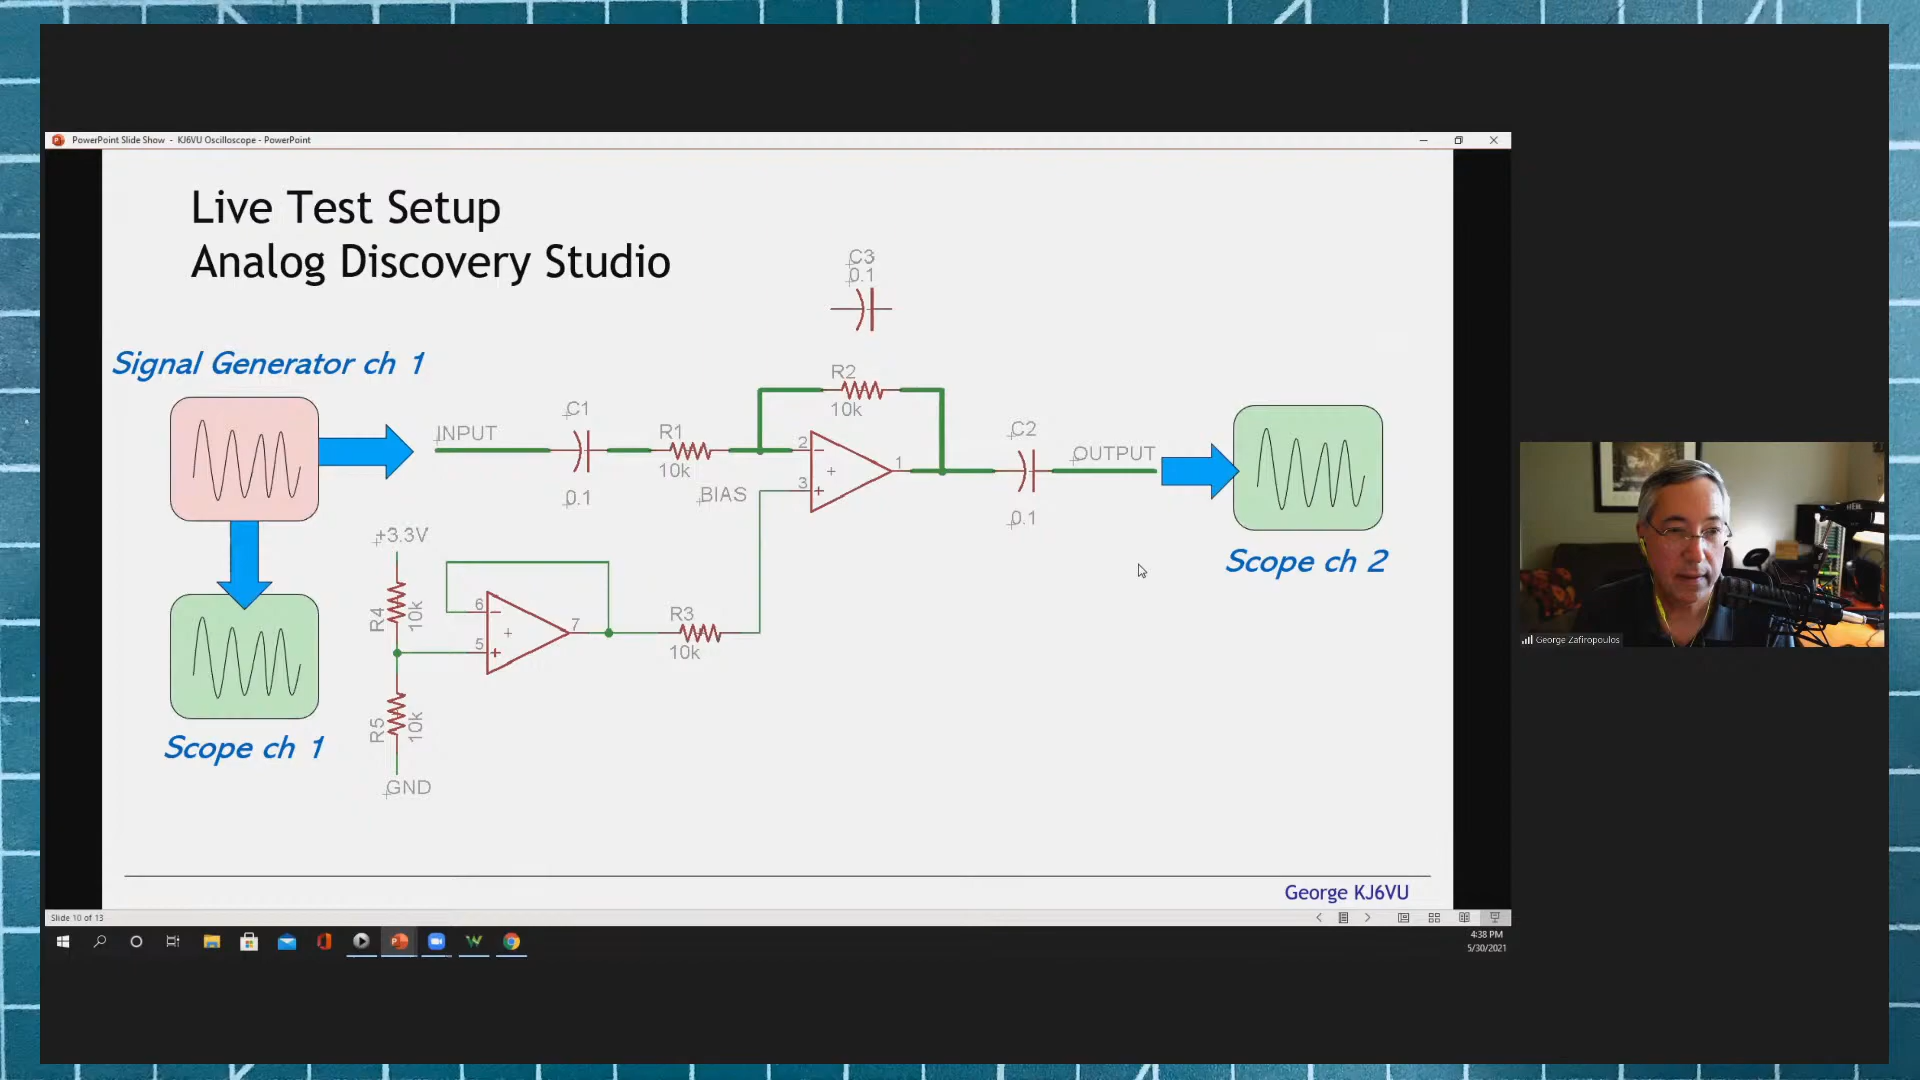 PowerPoint Slide Show - KJ6VU Oscilloscope - PowerPoint
Live Test Setup
Analog Discovery Studio
C3
0.1
Signal Generator ch 1
R2
10k
INPUT
C1
0.1
R1
10k
2
3
1
BIAS
C2
0.1
OUTPUT
Scope ch 2
+3.3V
R4
10k
6
5
7
R3
10k
R5
10k
GND
Scope ch 1
George Zafiropoulos
George KJ6VU
Slide 10 of 13
4:38 PM
5/30/2021